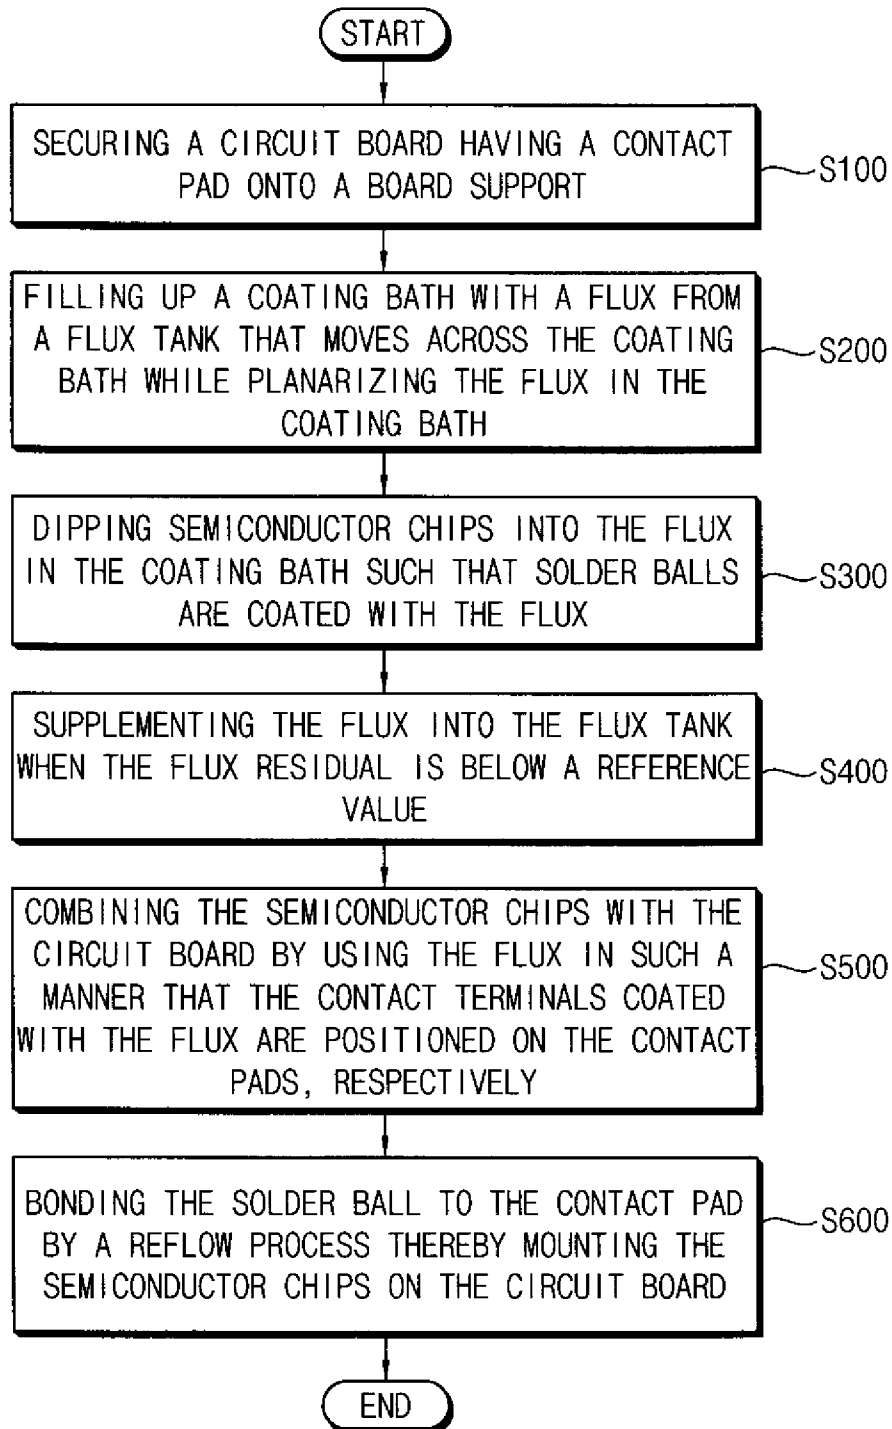 START
SECURING A CIRCUIT BOARD HAVING A CONTACT
PAD ONTO A BOARD SUPPORT
S100
FILLING UP A COATING BATH WITH A FLUX FROM
A FLUX TANK THAT MOVES ACROSS THE COATING
BATH WHILE PLANARIZING THE FLUX IN THE
COATING BATH
S200
DIPPING SEMICONDUCTOR CHIPS INTO THE FLUX
IN THE COATING BATH SUCH THAT SOLDER BALLS
ARE COATED WITH THE FLUX
S300
SUPPLEMENTING THE FLUX INTO THE FLUX TANK
WHEN THE FLUX RESIDUAL IS BELOW A REFERENCE
VALUE
S400
COMBINING THE SEMICONDUCTOR CHIPS WITH THE
CIRCUIT BOARD BY USING THE FLUX IN SUCH A
MANNER THAT THE CONTACT TERMINALS COATED
WITH THE FLUX ARE POSITIONED ON THE CONTACT
PADS, RESPECTIVELY
S500
BONDING THE SOLDER BALL TO THE CONTACT PAD
BY A REFLOW PROCESS THEREBY MOUNTING THE
SEMICONDUCTOR CHIPS ON THE CIRCUIT BOARD
S600
END